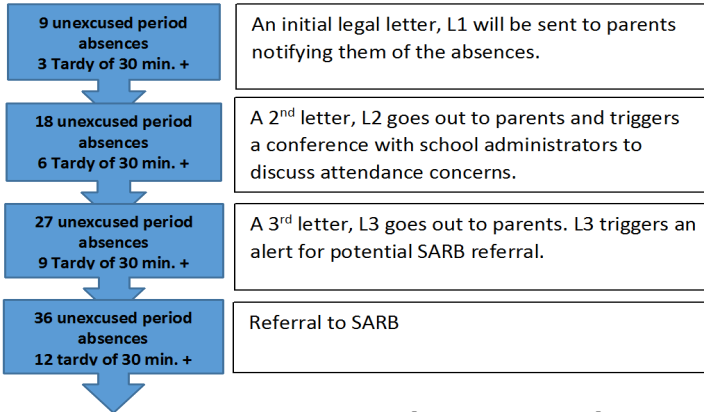 9 unexcused period
absences
3 Tardy of 30 min. +
An initial legal letter, L1 will be sent to parents
notifying them of the absences.
18 unexcused period
absences
6 Tardy of 30 min. +
A 2nd letter, L2 goes out to parents and triggers
a conference with school administrators to
discuss attendance concerns.
27 unexcused period
absences
9 Tardy of 30 min. +
A 3rd letter, L3 goes out to parents. L3 triggers an
alert for potential SARB referral.
36 unexcused period
absences
12 tardy of 30 min. +
Referral to SARB